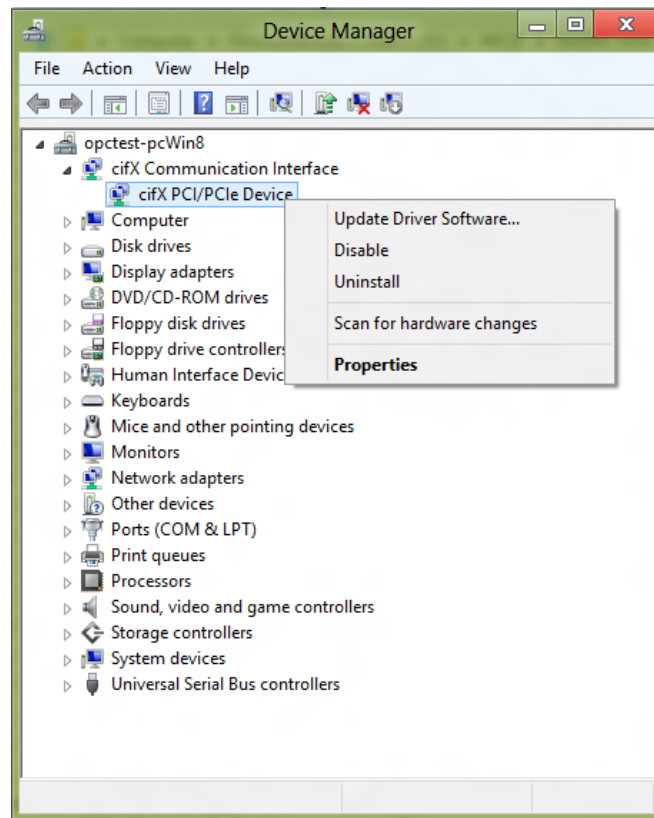 Device Manager
File Action View Help
opctest-pcWin8
cifX Communication Interface
cifX PCI/PCIe Device
Update Driver Software...
Disable
Uninstall
Scan for hardware changes
Properties
Computer
Disk drives
Display adapters
DVD/CD-ROM drives
Floppy disk drives
Floppy drive controllers
Human Interface Devic
Keyboards
Mice and other pointing devices
Monitors
Network adapters
Other devices
Ports (COM & LPT)
Print queues
Processors
Sound, video and game controllers
Storage controllers
System devices
Universal Serial Bus controllers